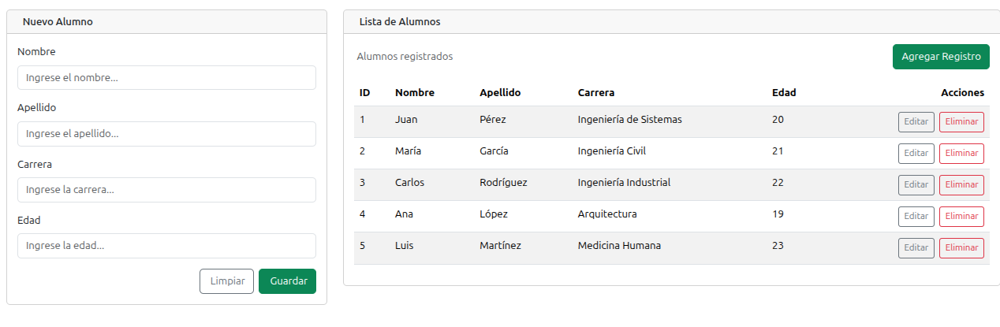 Nuevo Alumno
Nombre
Ingrese el nombre...
Apellido
Ingrese el apellido...
Carrera
Ingrese la carrera...
Edad
Ingrese la edad...
Limpiar Guardar
Lista de Alumnos
Alumnos registrados Agregar Registro
ID Nombre Apellido Carrera Edad Acciones
1 Juan Pérez Ingeniería de Sistemas 20 Editar Eliminar
2 María García Ingeniería Civil 21 Editar Eliminar
3 Carlos Rodríguez Ingeniería Industrial 22 Editar Eliminar
4 Ana López Arquitectura 19 Editar Eliminar
5 Luis Martínez Medicina Humana 23 Editar Eliminar